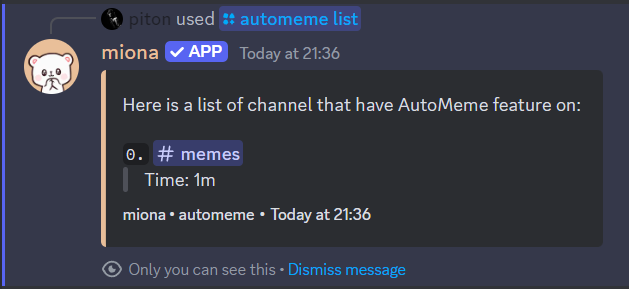 piton used automeme list
miona ✓ APP Today at 21:36
Here is a list of channel that have AutoMeme feature on:
0. # memes
Time: 1m
miona • automeme • Today at 21:36
Only you can see this • Dismiss message